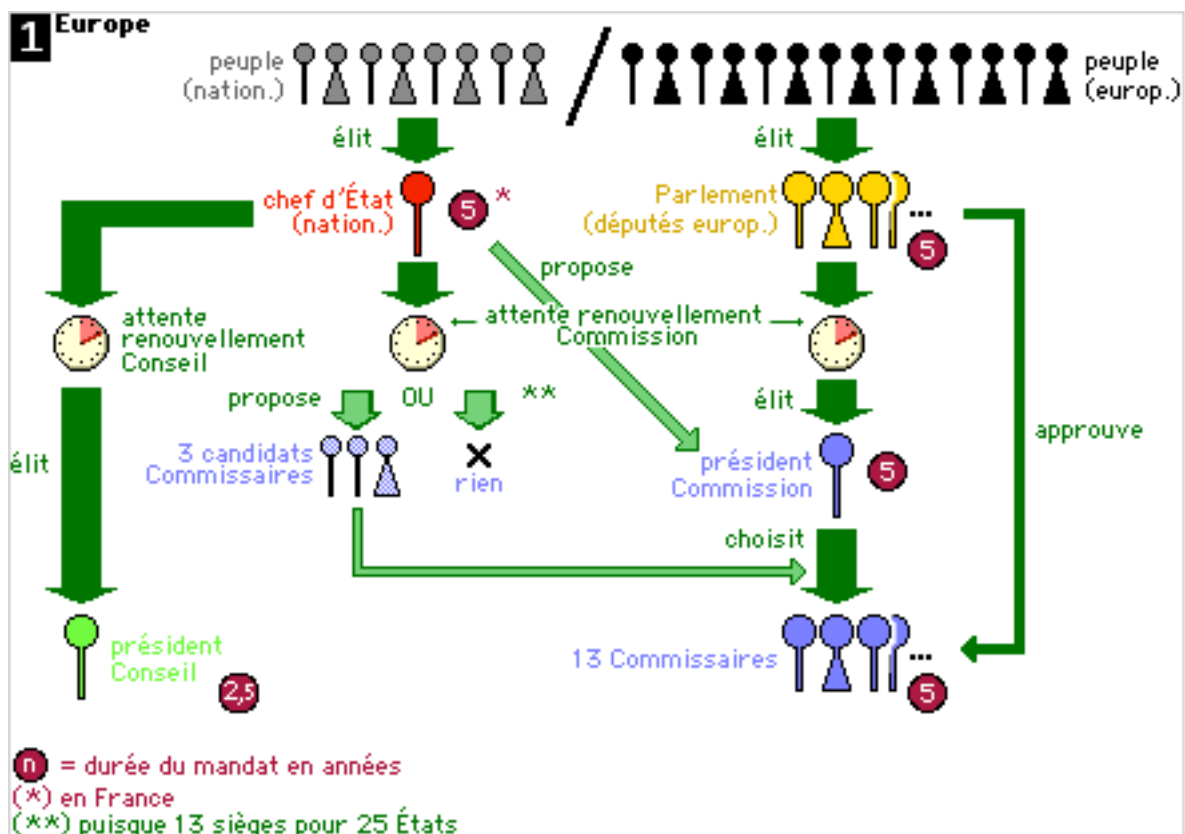 1 Europe
peuple
(nation.)
peuple
(europ.)
élit
élit
chef d'État
(nation.)
5 *
Parlement
(députés europ.)
...
5
propose
attente
renouvellement
Conseil
attente renouvellement
Commission
propose
OU
**
élit
approuve
élit
3 candidats
Commissaires
rien
président
Commission
5
choisit
président
Conseil
2,5
13 Commissaires
...
5
n = durée du mandat en années
(*) en France
(**) puisque 13 sièges pour 25 États